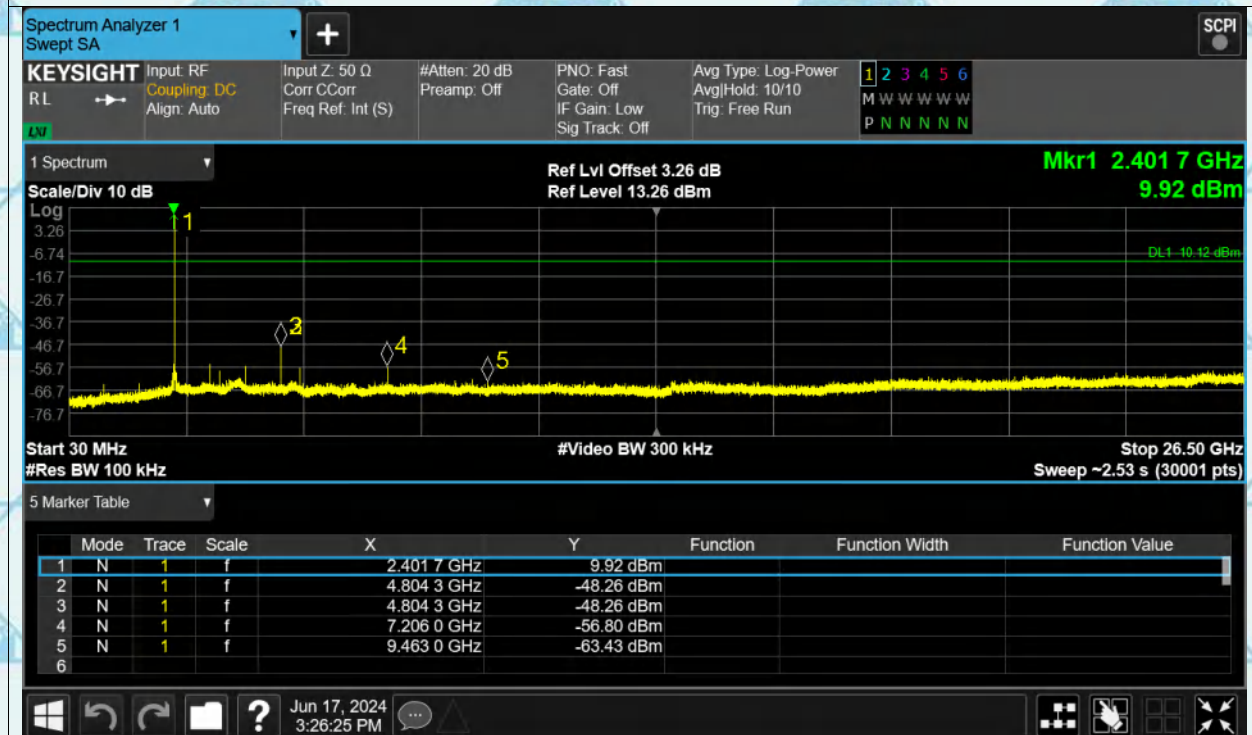 Spectrum Analyzer 1
Swept SA
+
SCPI
KEYSIGHT
RL
LXI
Input: RF
Coupling: DC
Align: Auto
Input Z: 50 Ω
Corr CCorr
Freq Ref: Int (S)
#Atten: 20 dB
Preamp: Off
PNO: Fast
Gate: Off
IF Gain: Low
Sig Track: Off
Avg Type: Log-Power
Avg|Hold: 10/10
Trig: Free Run
1 2 3 4 5 6
M W W W W W
P N N N N N
1 Spectrum
Scale/Div 10 dB
Log
Ref Lvl Offset 3.26 dB
Ref Level 13.26 dBm
Mkr1 2.401 7 GHz
9.92 dBm
1
3.26
-6.74
DL1 -10.12 dBm
-16.7
-26.7
-36.7
3
-46.7
4
-56.7
5
-66.7
-76.7
Start 30 MHz
#Video BW 300 kHz
Stop 26.50 GHz
#Res BW 100 kHz
Sweep ~2.53 s (30001 pts)
5 Marker Table
Mode Trace Scale X Y Function Function Width Function Value
1 N 1 f 2.401 7 GHz 9.92 dBm
2 N 1 f 4.804 3 GHz -48.26 dBm
3 N 1 f 4.804 3 GHz -48.26 dBm
4 N 1 f 7.206 0 GHz -56.80 dBm
5 N 1 f 9.463 0 GHz -63.43 dBm
6
?
Jun 17, 2024
3:26:25 PM